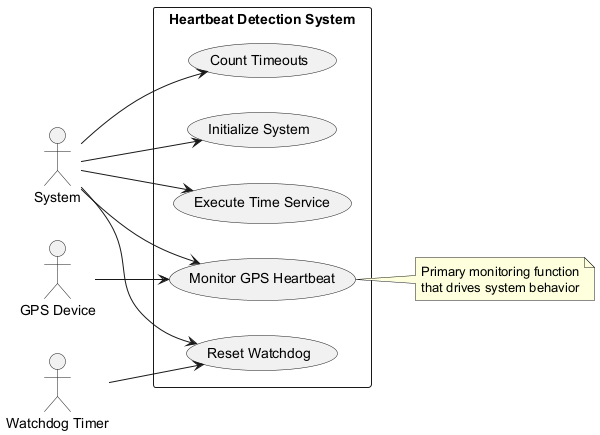 Heartbeat Detection System
Count Timeouts
Initialize System
System
Execute Time Service
Monitor GPS Heartbeat
Primary monitoring function
that drives system behavior
GPS Device
Reset Watchdog
Watchdog Timer